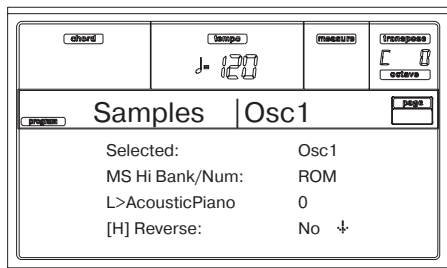 chord tempo measure transpose
♩= 120 C 0
octave
program Samples |Osc1 page
Selected: Osc1
MS Hi Bank/Num: ROM
L>AcousticPiano 0
[H] Reverse: No